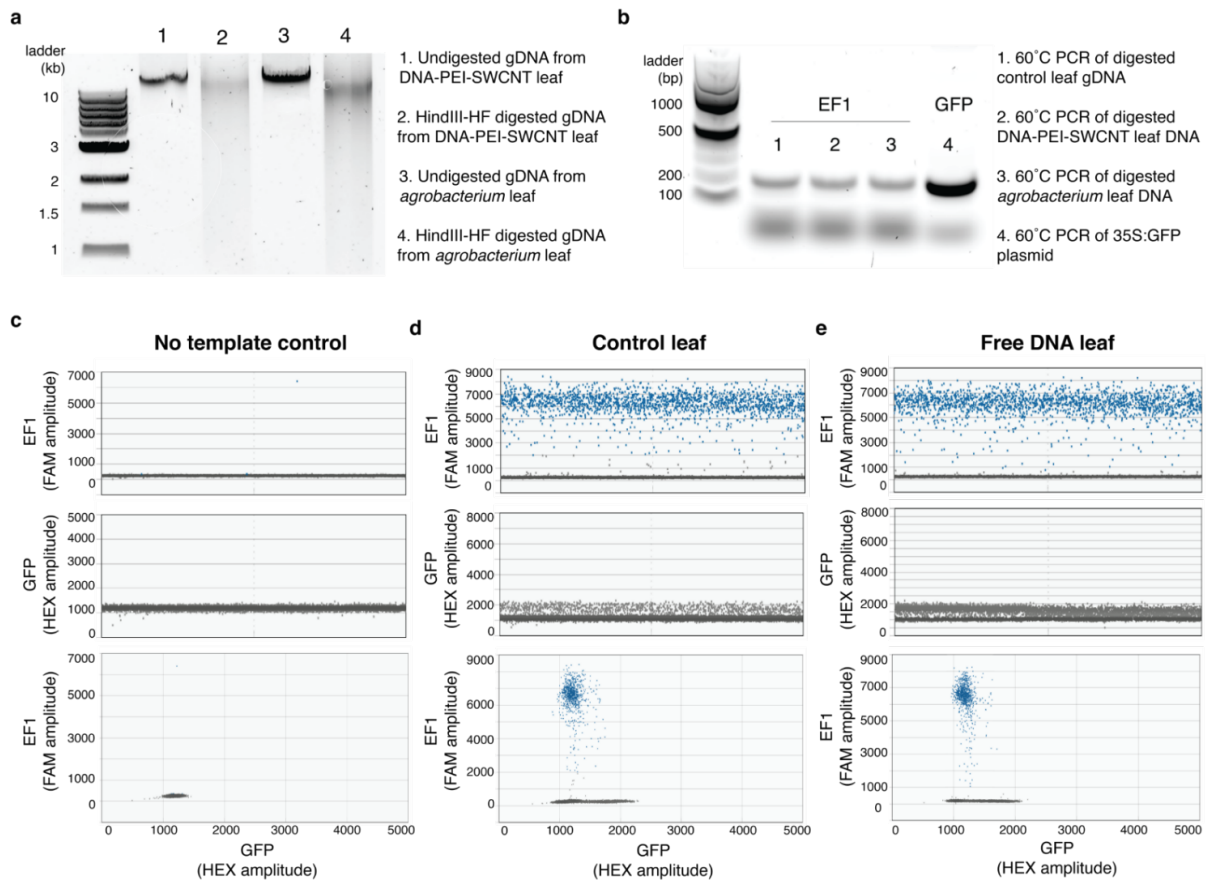 a
ladder
(kb)
1 2 3 4
10
3
2
1.5
1
1. Undigested gDNA from
DNA-PEI-SWCNT leaf
2. HindIII-HF digested gDNA
from DNA-PEI-SWCNT leaf
3. Undigested gDNA from
agrobacterium leaf
4. HindIII-HF digested gDNA
from agrobacterium leaf
b
ladder
(bp)
1000
500
200
100
EF1 GFP
1 2 3 4
1. 60°C PCR of digested
control leaf gDNA
2. 60°C PCR of digested
DNA-PEI-SWCNT leaf DNA
3. 60°C PCR of digested
agrobacterium leaf DNA
4. 60°C PCR of 35S:GFP
plasmid
c
No template control
EF1
(FAM amplitude)
7000
5000
3000
1000
0
GFP
(HEX amplitude)
5000
4000
3000
2000
1000
0
EF1
(FAM amplitude)
7000
5000
3000
1000
0
0 1000 2000 3000 4000 5000
GFP
(HEX amplitude)
d
Control leaf
EF1
(FAM amplitude)
9000
7000
5000
3000
1000
0
GFP
(HEX amplitude)
8000
6000
4000
2000
0
EF1
(FAM amplitude)
9000
8000
6000
4000
2000
0
0 1000 2000 3000 4000 5000
GFP
(HEX amplitude)
e
Free DNA leaf
EF1
(FAM amplitude)
9000
7000
5000
3000
1000
0
GFP
(HEX amplitude)
8000
6000
4000
2000
0
EF1
(FAM amplitude)
9000
7000
5000
3000
1000
0
0 1000 2000 3000 4000 5000
GFP
(HEX amplitude)